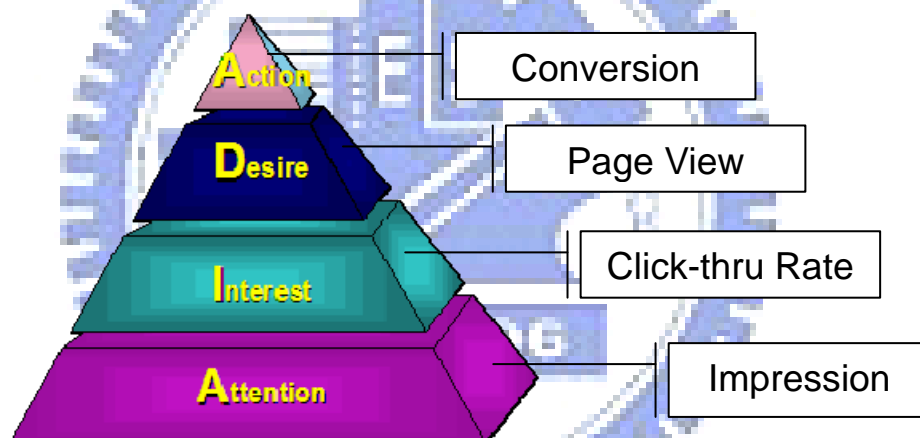 Action
Conversion
Desire
Page View
Interest
Click-thru Rate
Attention
Impression